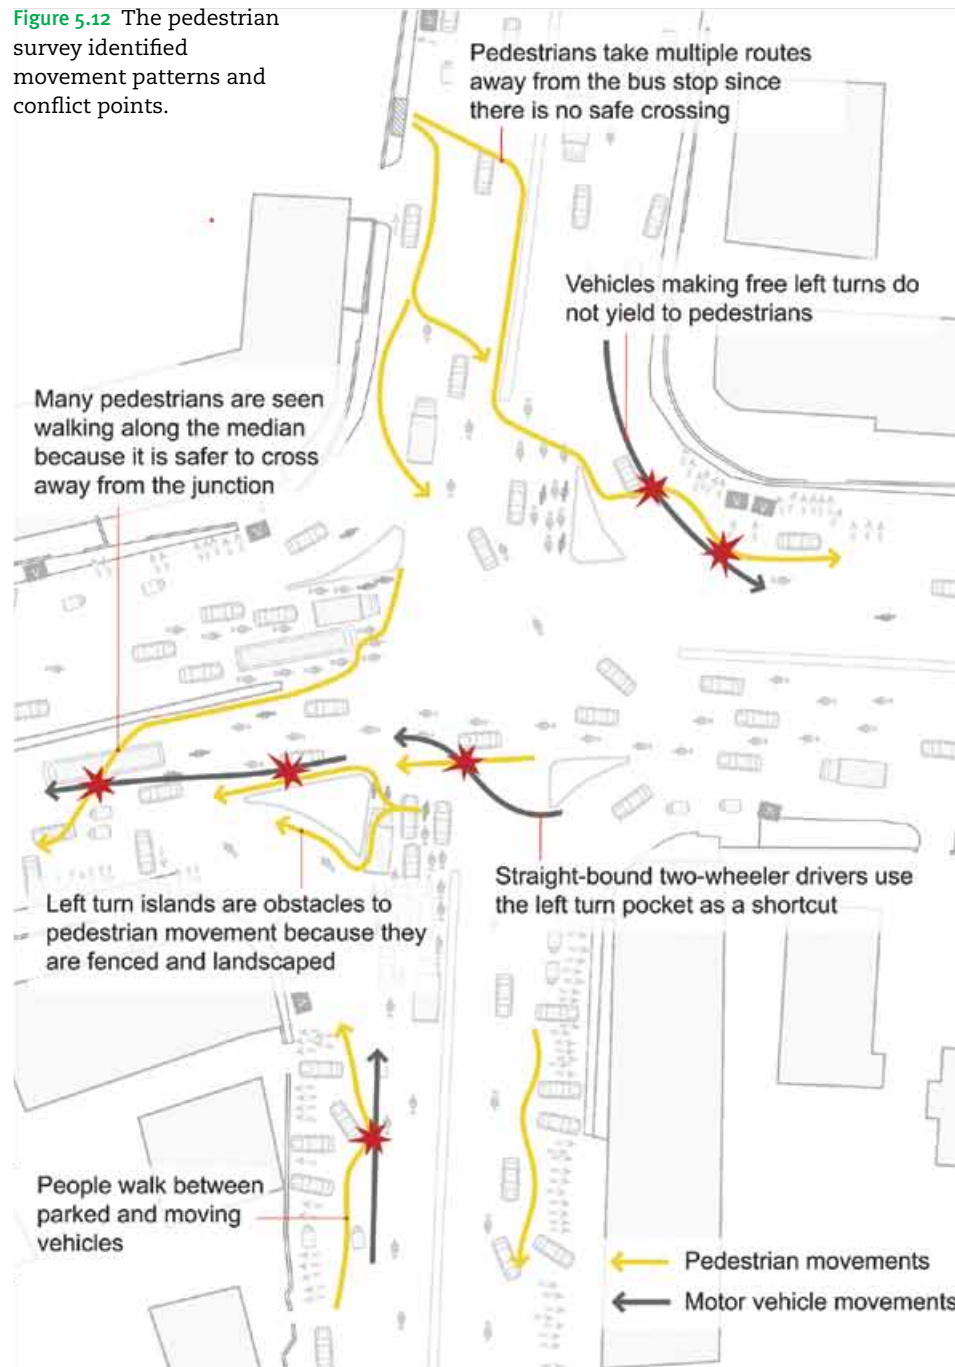 Figure 5.12 The pedestrian
survey identified
movement patterns and
conflict points.
Pedestrians take multiple routes
away from the bus stop since
there is no safe crossing
Vehicles making free left turns do
not yield to pedestrians
Many pedestrians are seen
walking along the median
because it is safer to cross
away from the junction
Straight-bound two-wheeler drivers use
the left turn pocket as a shortcut
Left turn islands are obstacles to
pedestrian movement because they
are fenced and landscaped
People walk between
parked and moving
vehicles
Pedestrian movements
Motor vehicle movements